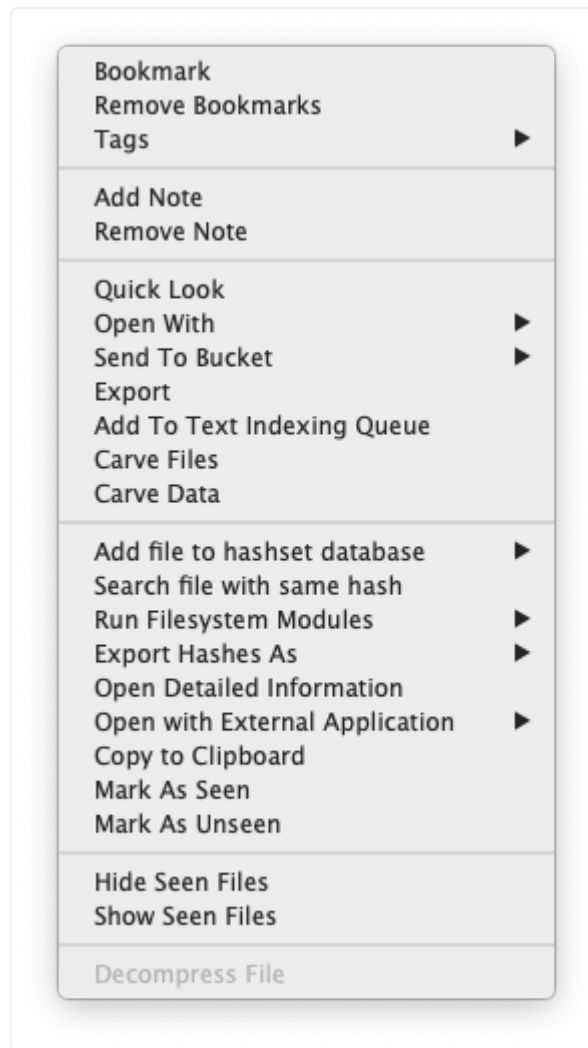 Bookmark
Remove Bookmarks
Tags
Add Note
Remove Note
Quick Look
Open With
Send To Bucket
Export
Add To Text Indexing Queue
Carve Files
Carve Data
Add file to hashset database
Search file with same hash
Run Filesystem Modules
Export Hashes As
Open Detailed Information
Open with External Application
Copy to Clipboard
Mark As Seen
Mark As Unseen
Hide Seen Files
Show Seen Files
Decompress File